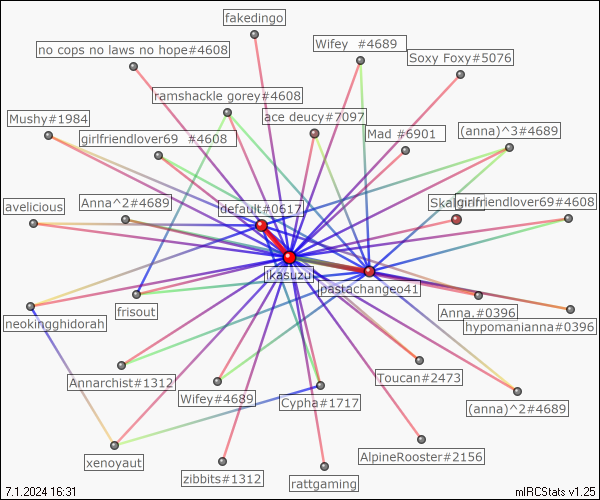 fakedingo
no cops no laws no hope#4608
Wifey #4689
Soxy Foxy#5076
ramshackle gorey#4608
Mushy#1984
girlfriendlover69 #4608
ace deucy#7097
Mad #6901
(anna)^3#4689
avelicious
Anna^2#4689
default#0617
girlfriendlover69#4608
ikasuzu
pastachangeo41
neokingghidorah
frisout
Anna.#0396
hypomanianna#0396
Annarchist#1312
Wifey#4689
Cypha#1717
Toucan#2473
(anna)^2#4689
xenoyaut
zibbits#1312
rattgaming
AlpineRooster#2156
7.1.2024 16:31
mIRCStats v1.25